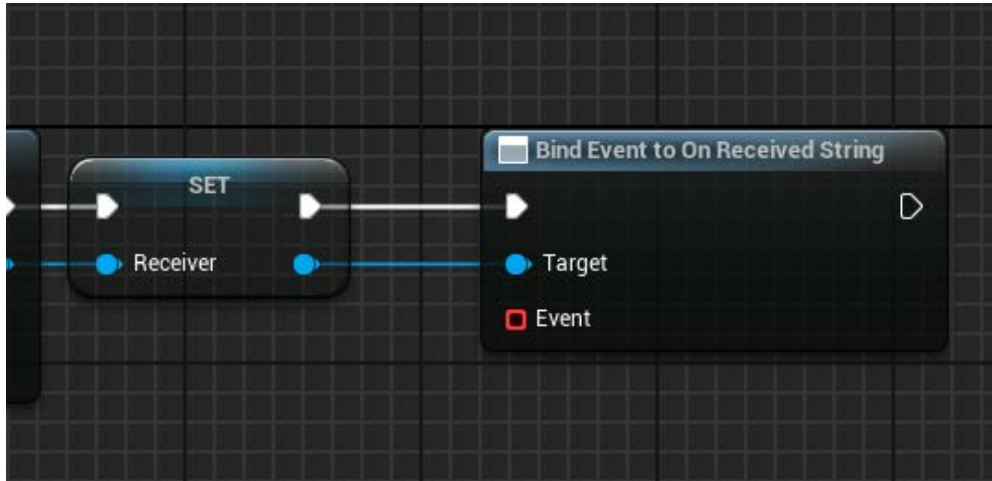 SET
Receiver
Bind Event to On Received String
Target
Event